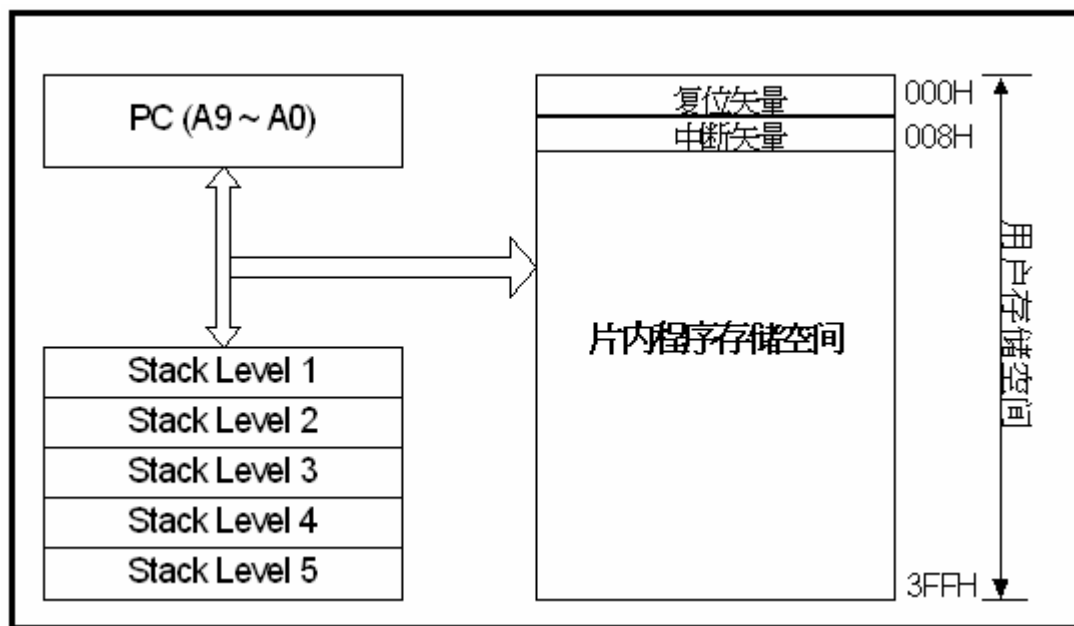 PC (A9 ~ A0)
Stack Level 1
Stack Level 2
Stack Level 3
Stack Level 4
Stack Level 5
复位矢量
000H
中断矢量
008H
片内程序存储空间
3FFH
用户存储空间